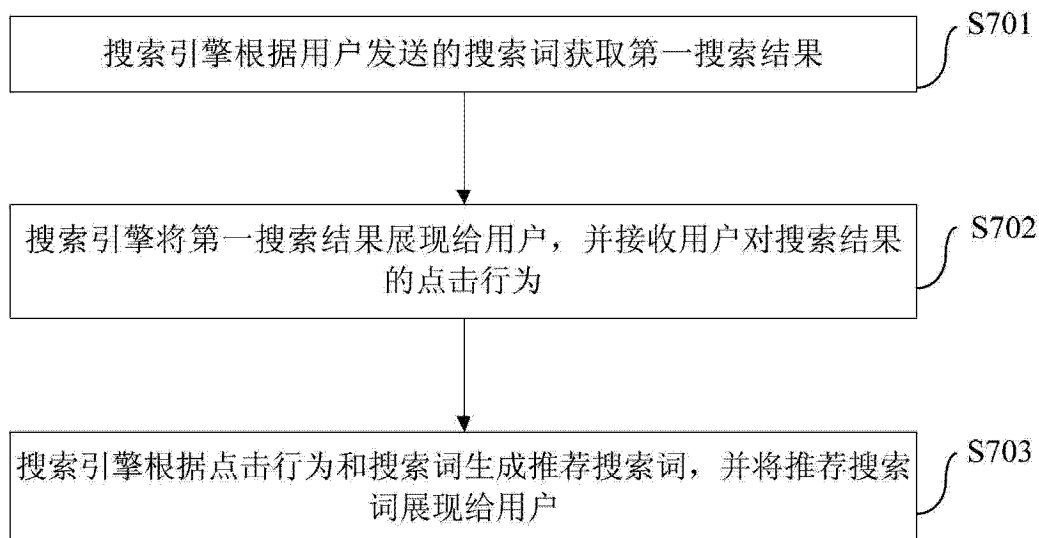 搜索引擎根据用户发送的搜索词获取第一搜索结果
S701
搜索引擎将第一搜索结果展现给用户，并接收用户对搜索结果
的点击行为
S702
搜索引擎根据点击行为和搜索词生成推荐搜索词，并将推荐搜索
词展现给用户
S703